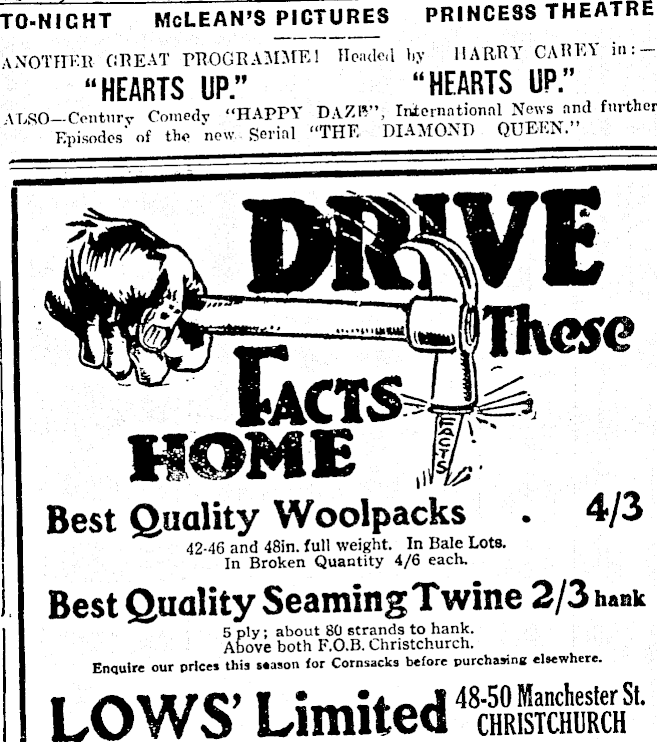 TO-NIGHT McLEAN'S PICTURES PRINCESS THEATRE
ANOTHER GREAT PROGRAMME! Headed by HARRY CAREY in:—
"HEARTS UP." "HEARTS UP."
ALSO—Century Comedy "HAPPY DAZE", International News and further
Episodes of the new Serial "THE DIAMOND QUEEN."
DRIVE
These
FACTS
HOME
FACTS
Best Quality Woolpacks . 4/3
42-46 and 48in. full weight. In Bale Lots.
In Broken Quantity 4/6 each.
Best Quality Seaming Twine 2/3 hank
5 ply; about 80 strands to hank.
Above both F.O.B. Christchurch.
Enquire our prices this season for Cornsacks before purchasing elsewhere.
LOWS' Limited 48-50 Manchester St.
CHRISTCHURCH